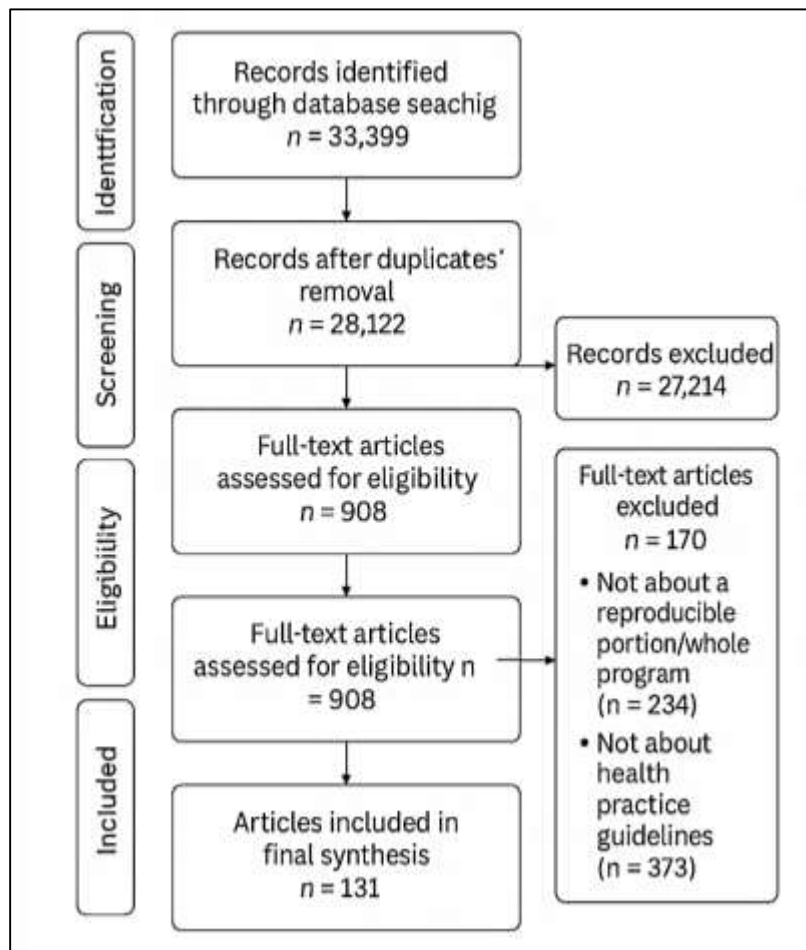 Identtfication
Records identified
through database seachig
n = 33,399
Screening
Records after duplicates'
removal
n = 28,122
Records excluded
n = 27,214
Full-text articles
assessed for eligibility
n = 908
Eligibility
Full-text articles
assessed for eligibility n
= 908
Full-text articles
excluded
n = 170
• Not about a
reproducible
portion/whole
program
(n = 234)
• Not about
health
practice
guidelines
(n = 373)
Included
Articles included in
final synthesis
n = 131